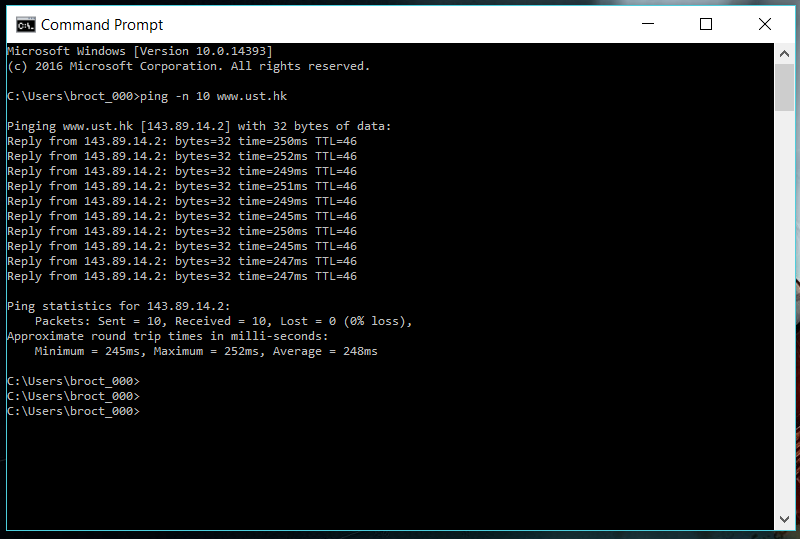 Command Prompt
Microsoft Windows [Version 10.0.14393]
(c) 2016 Microsoft Corporation. All rights reserved.
C:\Users\broct_000>ping -n 10 www.ust.hk
Pinging www.ust.hk [143.89.14.2] with 32 bytes of data:
Reply from 143.89.14.2: bytes=32 time=250ms TTL=46
Reply from 143.89.14.2: bytes=32 time=252ms TTL=46
Reply from 143.89.14.2: bytes=32 time=249ms TTL=46
Reply from 143.89.14.2: bytes=32 time=251ms TTL=46
Reply from 143.89.14.2: bytes=32 time=249ms TTL=46
Reply from 143.89.14.2: bytes=32 time=245ms TTL=46
Reply from 143.89.14.2: bytes=32 time=250ms TTL=46
Reply from 143.89.14.2: bytes=32 time=245ms TTL=46
Reply from 143.89.14.2: bytes=32 time=247ms TTL=46
Reply from 143.89.14.2: bytes=32 time=247ms TTL=46
Ping statistics for 143.89.14.2:
    Packets: Sent = 10, Received = 10, Lost = 0 (0% loss),
Approximate round trip times in milli-seconds:
    Minimum = 245ms, Maximum = 252ms, Average = 248ms
C:\Users\broct_000>
C:\Users\broct_000>
C:\Users\broct_000>